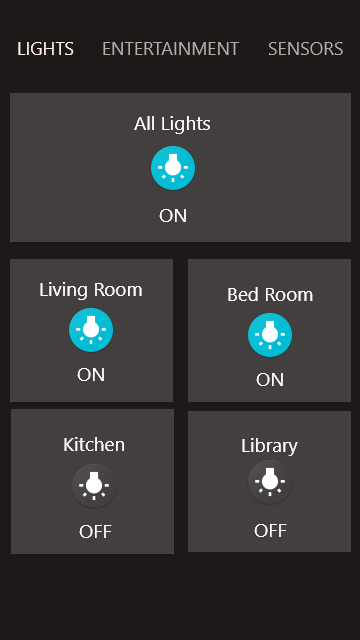 LIGHTS ENTERTAINMENT SENSORS
All Lights
ON
Living Room
ON
Bed Room
ON
Kitchen
OFF
Library
OFF